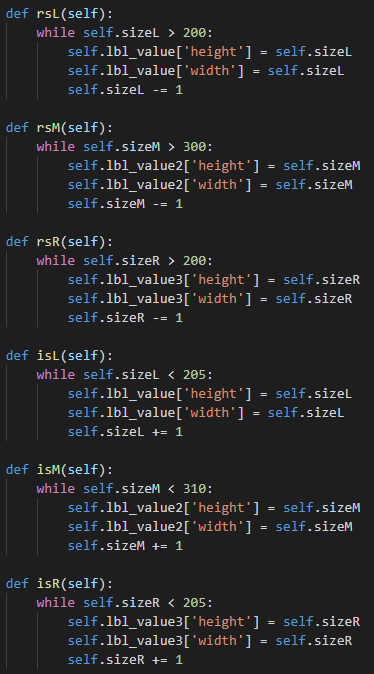 def rsL(self):
    while self.sizeL > 200:
        self.lbl_value['height'] = self.sizeL
        self.lbl_value['width'] = self.sizeL
        self.sizeL -= 1
def rsM(self):
    while self.sizeM > 300:
        self.lbl_value2['height'] = self.sizeM
        self.lbl_value2['width'] = self.sizeM
        self.sizeM -= 1
def rsR(self):
    while self.sizeR > 200:
        self.lbl_value3['height'] = self.sizeR
        self.lbl_value3['width'] = self.sizeR
        self.sizeR -= 1
def isL(self):
    while self.sizeL < 205:
        self.lbl_value['height'] = self.sizeL
        self.lbl_value['width'] = self.sizeL
        self.sizeL += 1
def isM(self):
    while self.sizeM < 310:
        self.lbl_value2['height'] = self.sizeM
        self.lbl_value2['width'] = self.sizeM
        self.sizeM += 1
def isR(self):
    while self.sizeR < 205:
        self.lbl_value3['height'] = self.sizeR
        self.lbl_value3['width'] = self.sizeR
        self.sizeR += 1